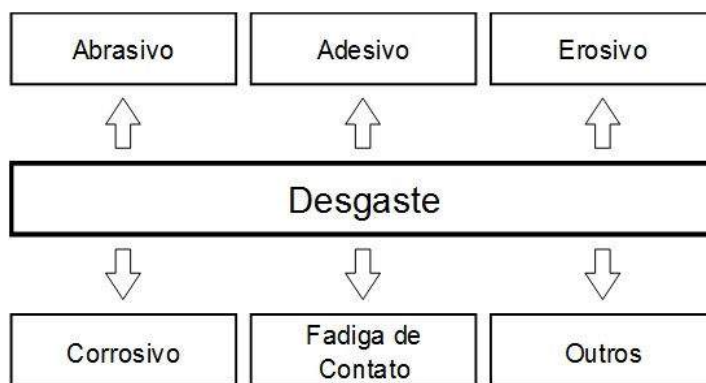 Abrasivo
Adesivo
Erosivo
Desgaste
Corrosivo
Fadiga de
Contato
Outros